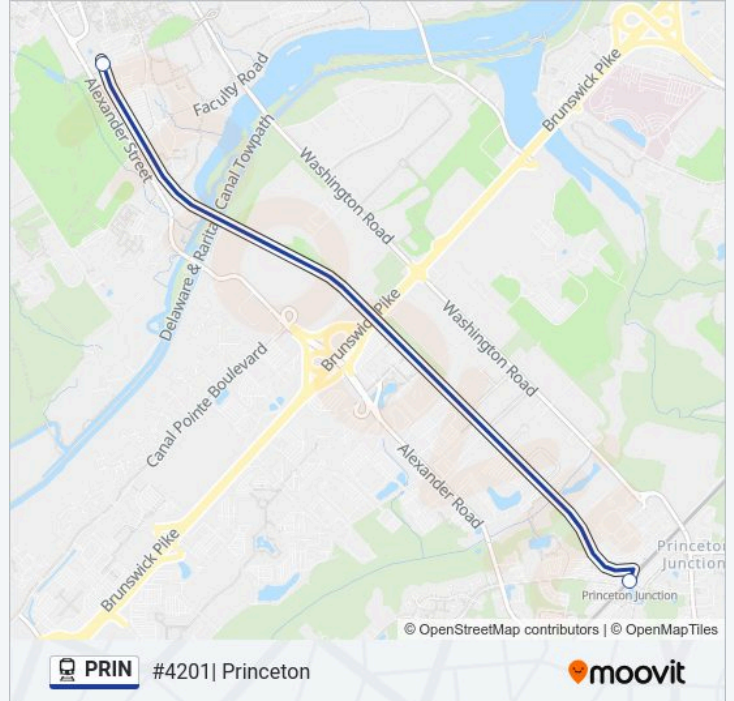 Faculty Road
Alexander Street
Brunswick Pike
Delaware & Raritan Canal Towpath
Washington Road
Brunswick Pike
Washington Road
Canal Pointe Boulevard
Alexander Road
Brunswick Pike
Princeton
Junction
Princeton Junction
© OpenStreetMap contributors | © OpenMapTiles
PRIN #4201| Princeton
moovit